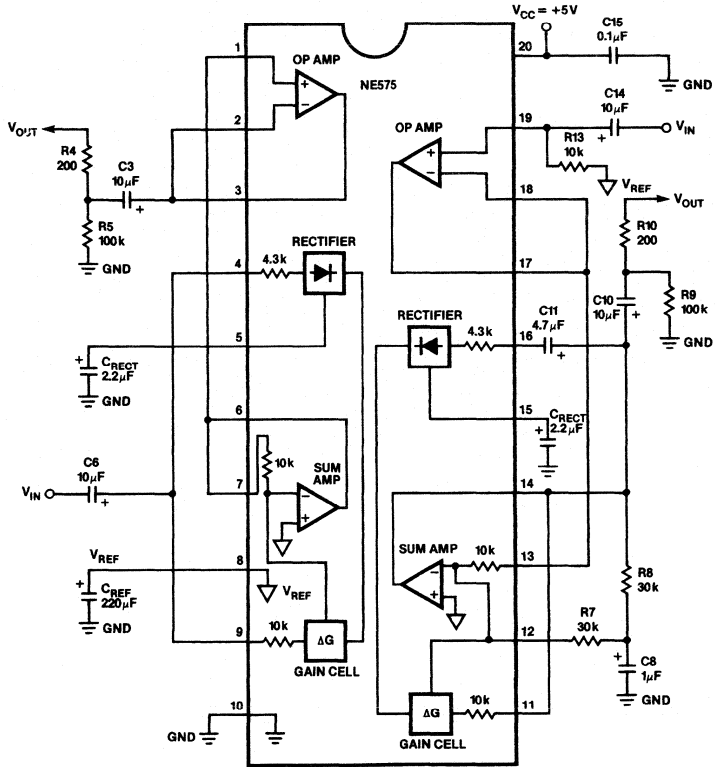 VCC = +5V
C15
0.1µF
GND
1
20
OP AMP
+
−
NE575
C14
10µF
+
VIN
VOUT
R4
200
2
19
OP AMP
+
−
R13
10k
VREF
C3
10µF
+
3
18
VOUT
R5
100k
GND
R10
200
RECTIFIER
4
4.3k
17
C10
10µF
+
R9
100k
GND
RECTIFIER
4.3k
16
C11
4.7µF
+
5
+
CRECT
2.2µF
GND
15
CRECT
2.2µF
+
6
10k
SUM
AMP
−
+
C6
10µF
+
VIN
7
14
VREF
8
VREF
+
CREF
220µF
GND
SUM AMP
−
+
10k
13
R8
30k
9
10k
ΔG
GAIN CELL
12
R7
30k
+
C8
1µF
GND
10
GND
ΔG
10k
11
GAIN CELL